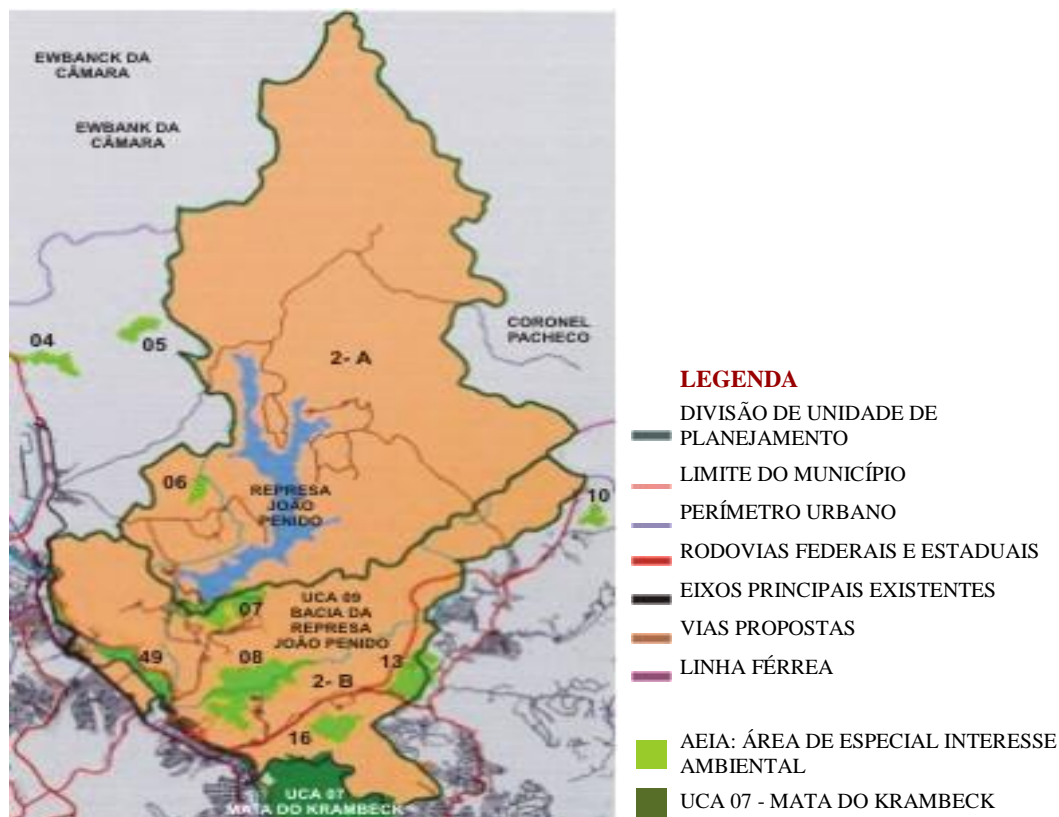 EWBANCK DA
CÂMARA
EWBANK DA
CÂMARA
CORONEL
PACHECO
04
05
2- A
06
REPRESA
JOÃO
PENIDO
10
07
UCA 09
BACIA DA
REPRESA
JOÃO PENIDO
49
08
13
2- B
16
UCA 07
MATA DO KRAMBECK
LEGENDA
DIVISÃO DE UNIDADE DE
PLANEJAMENTO
LIMITE DO MUNICÍPIO
PERÍMETRO URBANO
RODOVIAS FEDERAIS E ESTADUAIS
EIXOS PRINCIPAIS EXISTENTES
VIAS PROPOSTAS
LINHA FÉRREA
AEIA: ÁREA DE ESPECIAL INTERESSE
AMBIENTAL
UCA 07 - MATA DO KRAMBECK